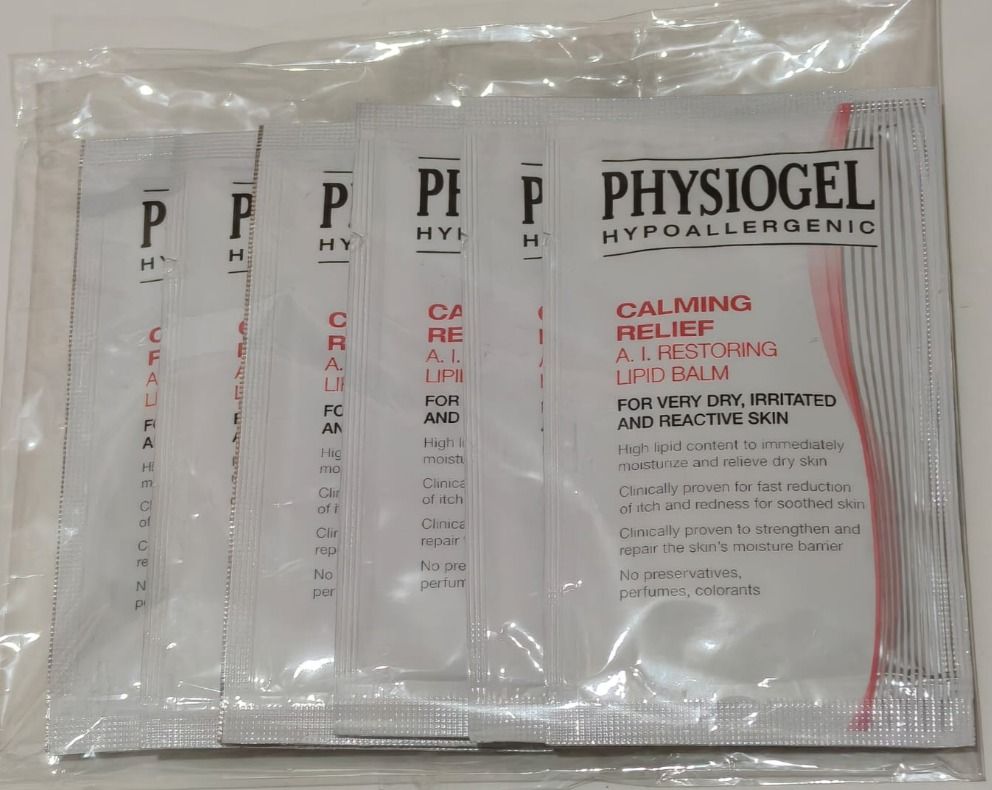 PHYSIOGEL
HYPOALLERGENIC
CALMING
RELIEF
A. I. RESTORING
LIPID BALM
FOR VERY DRY, IRRITATED
AND REACTIVE SKIN
High lipid content to immediately
moisturize and relieve dry skin
Clinically proven for fast reduction
of itch and redness for soothed skin
Clinically proven to strengthen and
repair the skin's moisture barrier
No preservatives,
perfumes, colorants